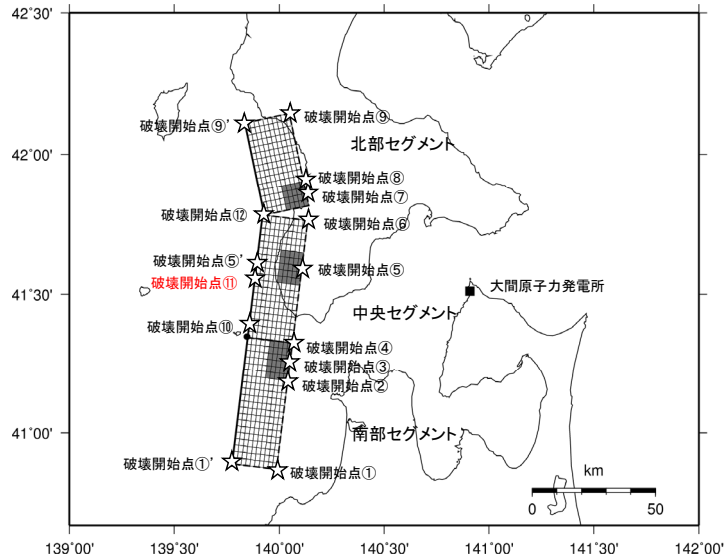 42°30'
破壊開始点⑨
破壊開始点⑨'
北部セグメント
42°00'
破壊開始点⑧
破壊開始点⑦
破壊開始点⑫
破壊開始点⑥
破壊開始点⑤'
破壊開始点⑤
破壊開始点⑪
大間原子力発電所
41°30'
中央セグメント
破壊開始点⑩
破壊開始点④
破壊開始点③
破壊開始点②
41°00'
南部セグメント
破壊開始点①'
破壊開始点①
km
0 50
139°00' 139°30' 140°00' 140°30' 141°00' 141°30' 142°00'